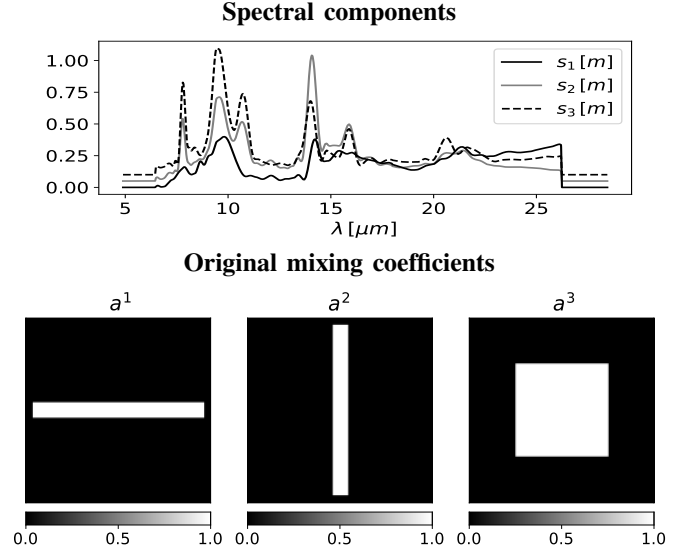 Spectral components
1.00
0.75
0.50
0.25
0.00
s₁ [m]
s₂ [m]
s₃ [m]
5 10 15 20 25
λ [μm]
Original mixing coefficients
a¹ a² a³
0.0 0.5 1.0 0.0 0.5 1.0 0.0 0.5 1.0